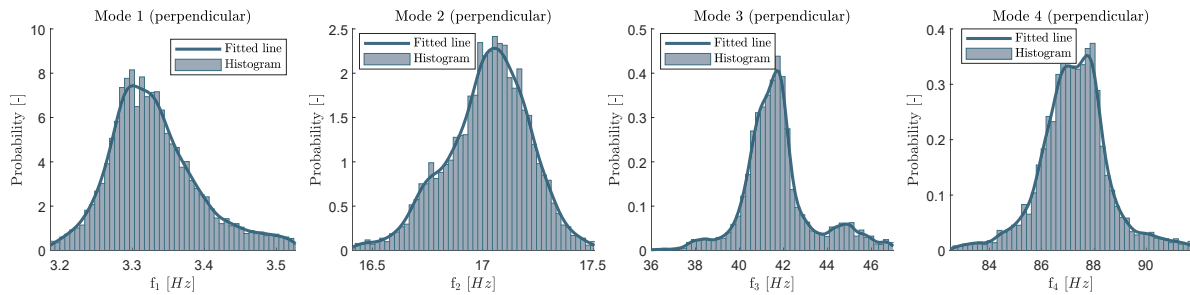 Mode 1 (perpendicular)
Fitted line
Histogram
Probability [-]
10
8
6
4
2
0
3.2 3.3 3.4 3.5
f₁ [Hz]
Mode 2 (perpendicular)
Fitted line
Histogram
Probability [-]
2.5
2
1.5
1
0.5
0
16.5 17 17.5
f₂ [Hz]
Mode 3 (perpendicular)
Fitted line
Histogram
Probability [-]
0.5
0.4
0.3
0.2
0.1
0
36 38 40 42 44 46
f₃ [Hz]
Mode 4 (perpendicular)
Fitted line
Histogram
Probability [-]
0.4
0.3
0.2
0.1
0
84 86 88 90
f₄ [Hz]